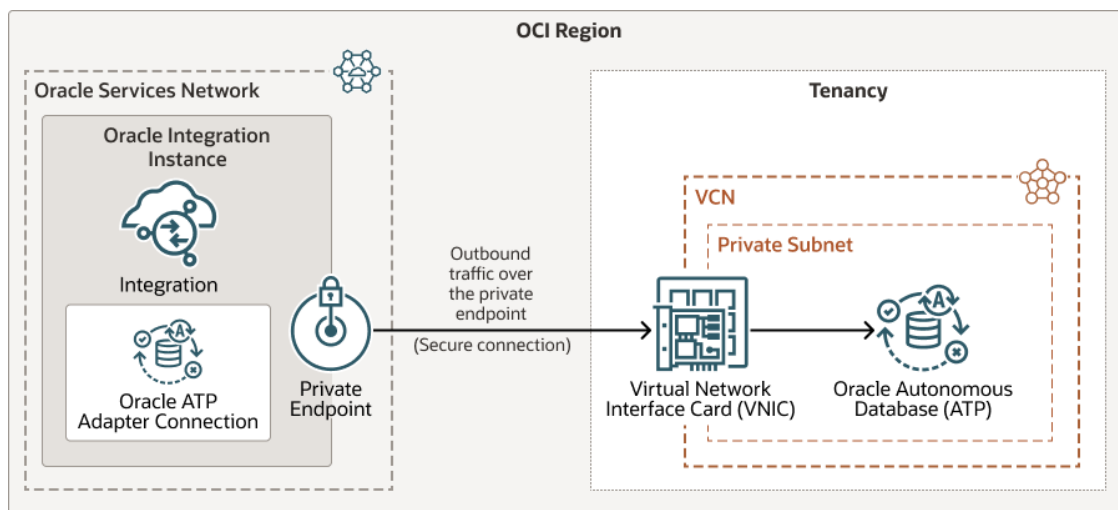 OCI Region
Oracle Services Network
Oracle Integration
Instance
Integration
A
Oracle ATP
Adapter Connection
Private
Endpoint
Outbound
traffic over
the private
endpoint
(Secure connection)
Tenancy
VCN
Private Subnet
Virtual Network
Interface Card (VNIC)
A
Oracle Autonomous
Database (ATP)